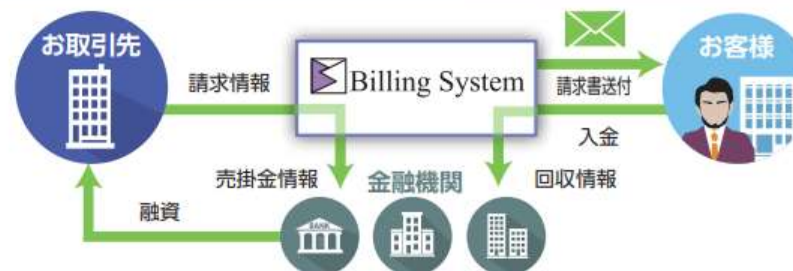 お取引先
請求情報
Billing System
請求書送付
お客様
入金
売掛金情報
金融機関
回収情報
融資
BANK